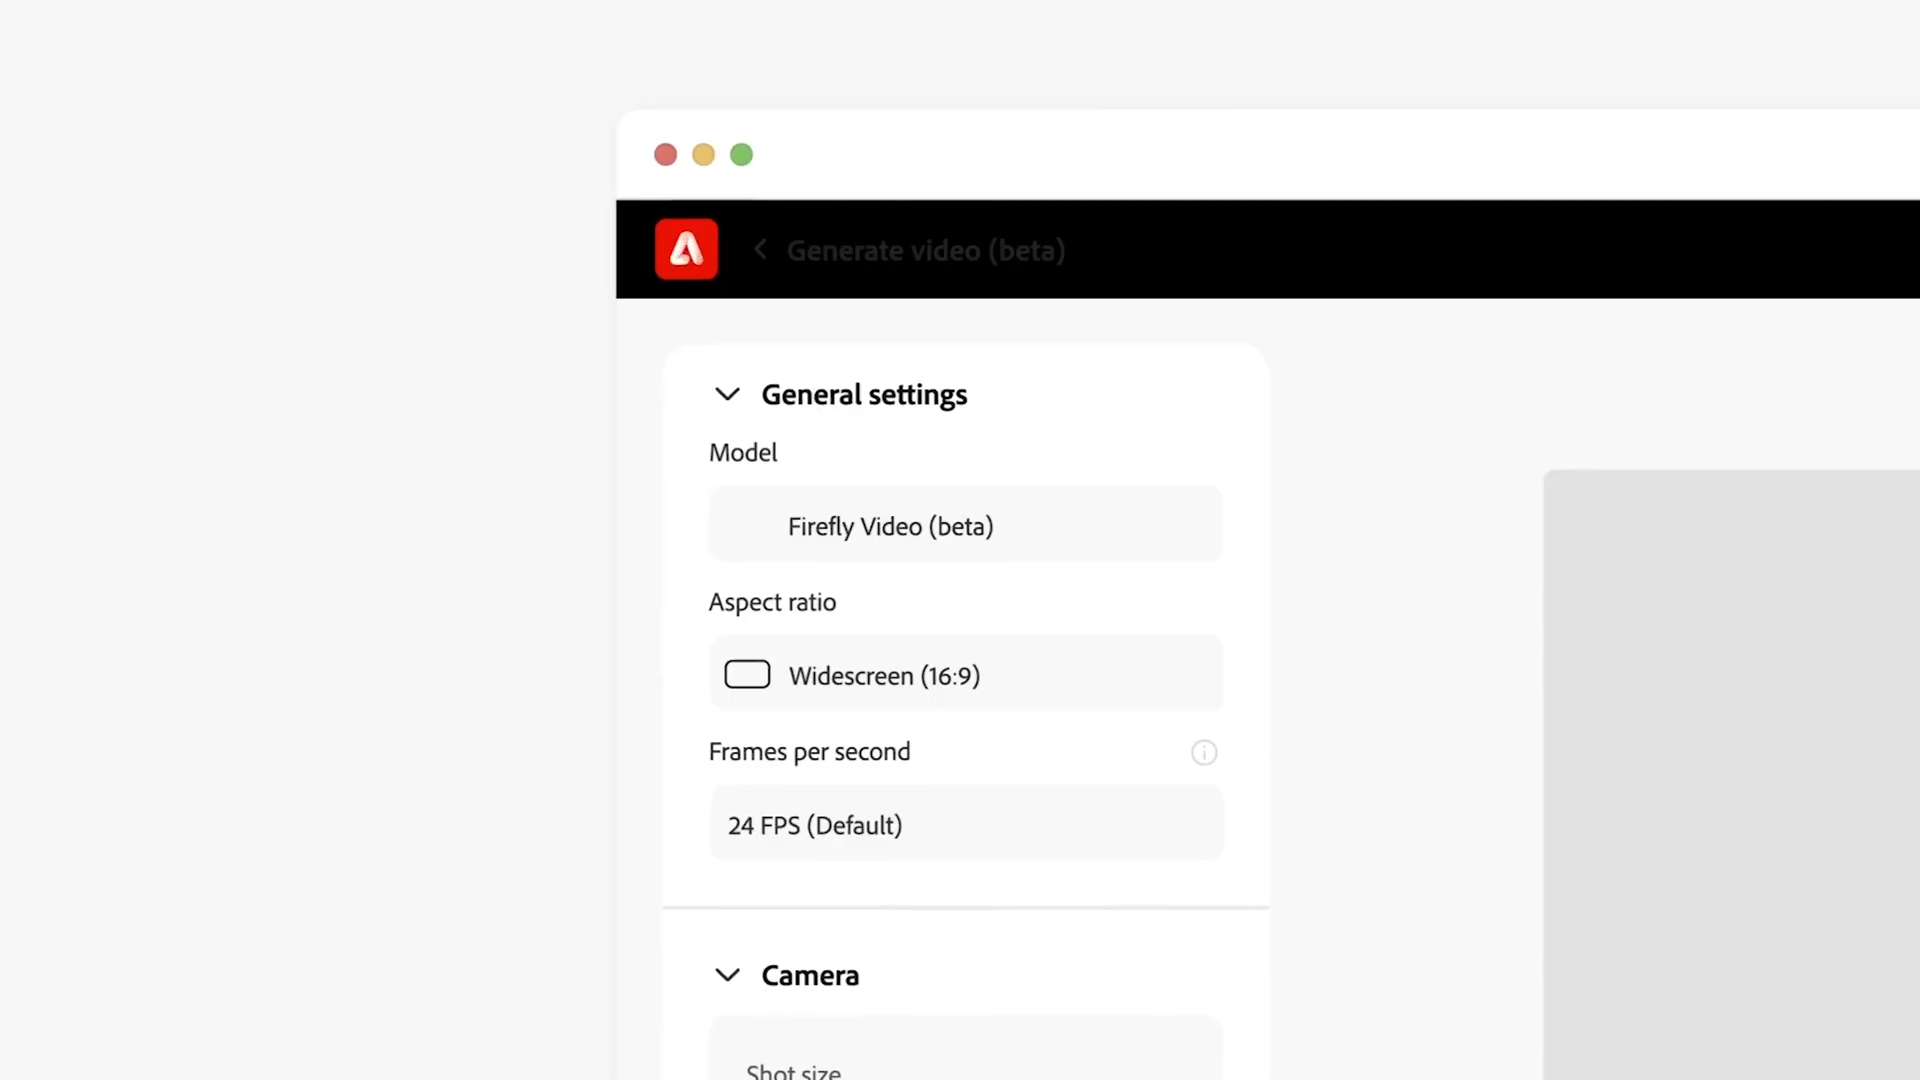 Generate video (beta)
General settings
Model
Firefly Video (beta)
Aspect ratio
Widescreen (16:9)
Frames per second
24 FPS (Default)
Camera
Shot size